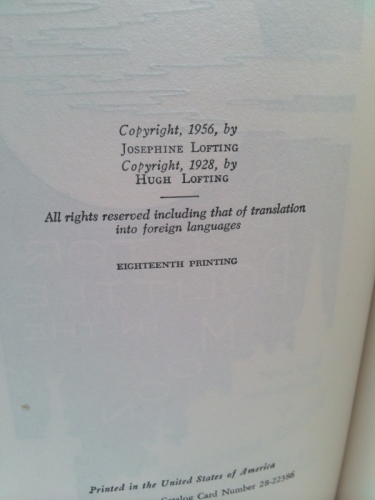 Copyright, 1956, by
JOSEPHINE LOFTING
Copyright, 1928, by
HUGH LOFTING
All rights reserved including that of translation
into foreign languages
EIGHTEENTH PRINTING
Printed in the United States of America
Catalog Card Number 28-22386